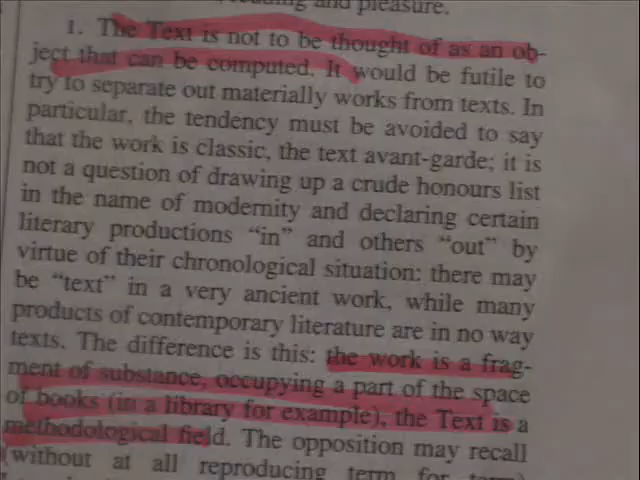 reading and pleasure.
1. The Text is not to be thought of as an ob-
ject that can be computed. It would be futile to
try to separate out materially works from texts. In
particular, the tendency must be avoided to say
that the work is classic, the text avant-garde; it is
not a question of drawing up a crude honours list
in the name of modernity and declaring certain
literary productions “in” and others “out” by
virtue of their chronological situation: there may
be “text” in a very ancient work, while many
products of contemporary literature are in no way
texts. The difference is this: the work is a frag-
ment of substance, occupying a part of the space
of books (in a library for example), the Text is a
methodological field. The opposition may recall
(without at all reproducing term for term)